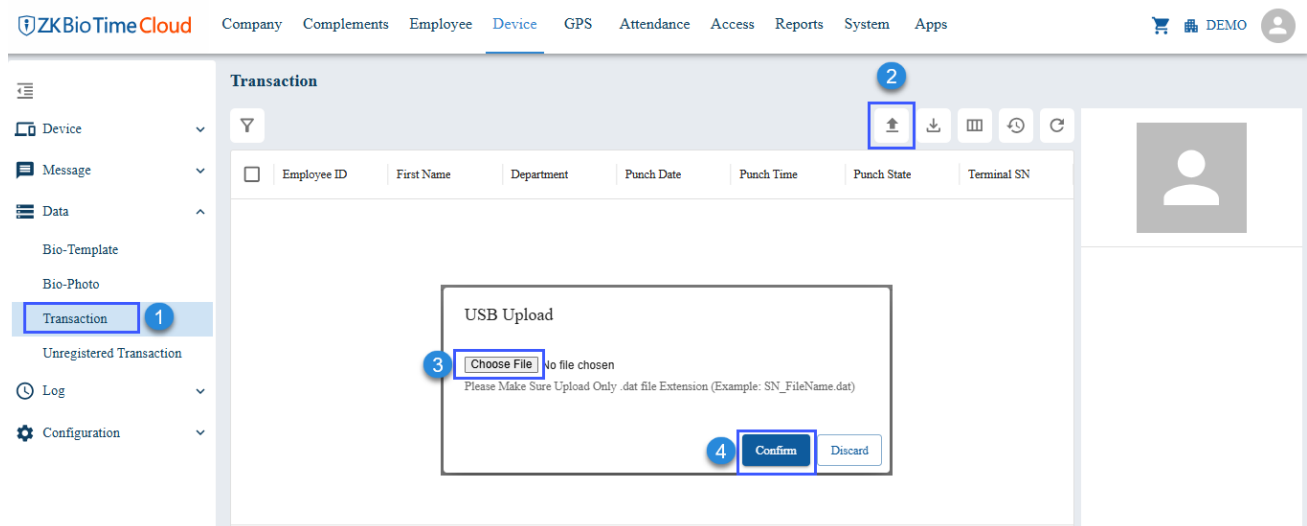 ZKBioTime Cloud Company Complements Employee Device GPS Attendance Access Reports System Apps DEMO
Transaction
2
Device
Message
Data
Bio-Template
Bio-Photo
Transaction 1
Unregistered Transaction
Log
Configuration
Employee ID First Name Department Punch Date Punch Time Punch State Terminal SN
USB Upload
3 Choose File No file chosen
Please Make Sure Upload Only .dat file Extension (Example: SN_FileName.dat)
4 Confirm Discard